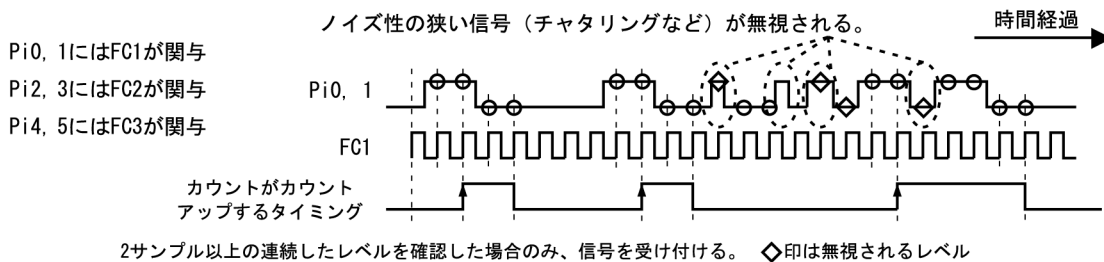 ノイズ性の狭い信号（チャタリングなど）が無視される。
時間経過
Pi0, 1にはFC1が関与
Pi2, 3にはFC2が関与
Pi4, 5にはFC3が関与
Pi0, 1
FC1
カウントがカウント
アップするタイミング
2サンプル以上の連続したレベルを確認した場合のみ、信号を受け付ける。 ◇印は無視されるレベル